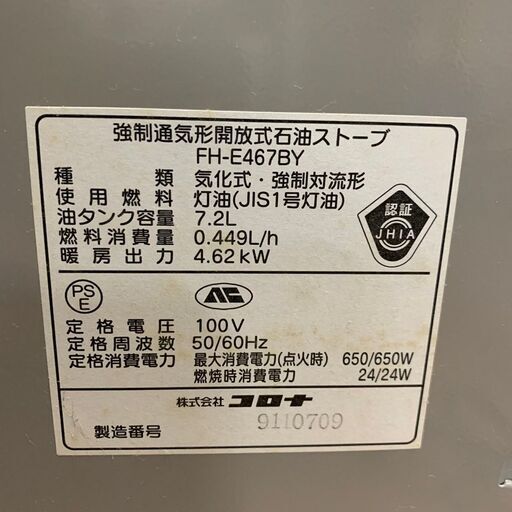 強制通気形開放式石油ストーブ
FH-E467BY
種類 気化式・強制対流形
使用燃料 灯油(JIS1号灯油)
油タンク容量 7.2L
燃料消費量 0.449L/h
暖房出力 4.62kW
認証
JHIA
PS
E
定格電圧 100V
定格周波数 50/60Hz
定格消費電力 最大消費電力(点火時) 650/650W
燃焼時消費電力 24/24W
株式会社 コロナ
製造番号 9110709